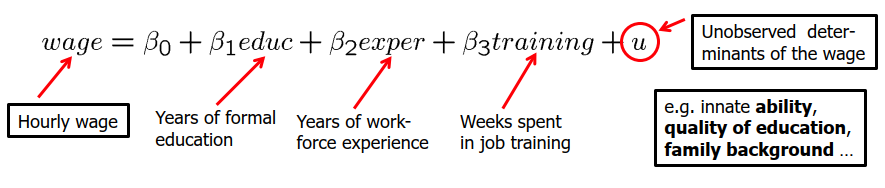 wage = β₀ + β₁educ + β₂exper + β₃training + u
Unobserved deter-
minants of the wage
Hourly wage
Years of formal
education
Years of work-
force experience
Weeks spent
in job training
e.g. innate ability,
quality of education,
family background ...